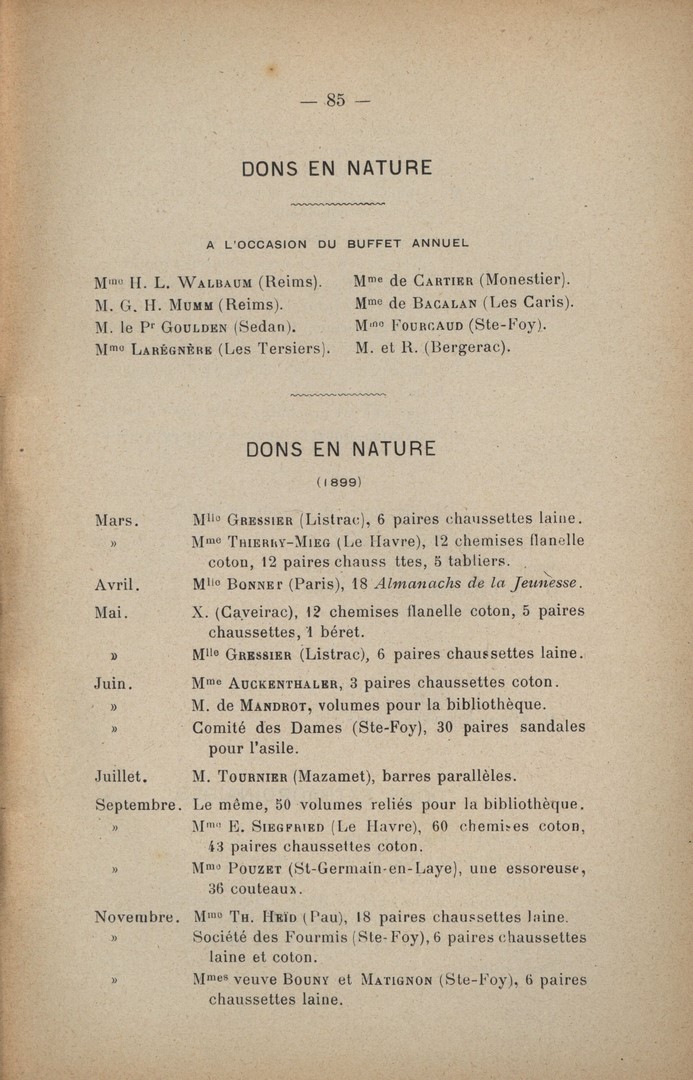 — 85 —
DONS EN NATURE
A L'OCCASION DU BUFFET ANNUEL
Mme H. L. WALBAUM (Reims).
M. G. H. MUMM (Reims).
M. le Pr GOULDEN (Sedan).
Mme LARÉGNÈRE (Les Tersiers).
Mme de CARTIER (Monestier).
Mme de BACALAN (Les Caris).
Mme FOURCAUD (Ste-Foy).
M. et R. (Bergerac).
DONS EN NATURE
(1899)
Mars. Mlle GRESSIER (Listrac), 6 paires chaussettes laine.
» Mme THIERRY-MIEG (Le Havre), 12 chemises flanelle
coton, 12 paires chauss ttes, 5 tabliers.
Avril. Mlle BONNET (Paris), 18 Almanachs de la Jeunesse.
Mai. X. (Caveirac), 12 chemises flanelle coton, 5 paires
chaussettes, 1 béret.
» Mlle GRESSIER (Listrac), 6 paires chaussettes laine.
Juin. Mme AUCKENTHALER, 3 paires chaussettes coton.
» M. de MANDROT, volumes pour la bibliothèque.
» Comité des Dames (Ste-Foy), 30 paires sandales
pour l'asile.
Juillet. M. TOURNIER (Mazamet), barres parallèles.
Septembre. Le même, 50 volumes reliés pour la bibliothèque.
» Mme E. SIEGFRIED (Le Havre), 60 chemises coton,
43 paires chaussettes coton.
» Mme POUZET (St-Germain-en-Laye), une essoreuse,
36 couteaux.
Novembre. Mme TH. HEÏD (Pau), 18 paires chaussettes laine.
» Société des Fourmis (Ste-Foy), 6 paires chaussettes
laine et coton.
» Mmes veuve BOUNY et MATIGNON (Ste-Foy), 6 paires
chaussettes laine.